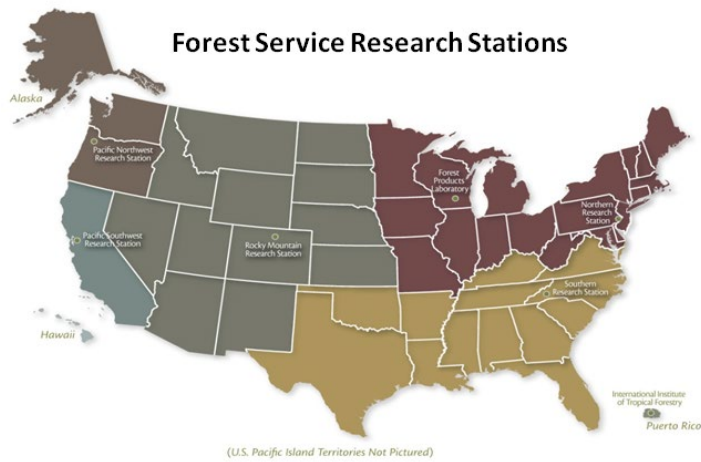 Forest Service Research Stations
Alaska
Pacific Northwest
Research Station
Forest
Products
Laboratory
Northern
Research
Station
Pacific Southwest
Research Station
Rocky Mountain
Research Station
Southern
Research Station
Hawaii
International Institute
of Tropical Forestry
Puerto Rico
(U.S. Pacific Island Territories Not Pictured)